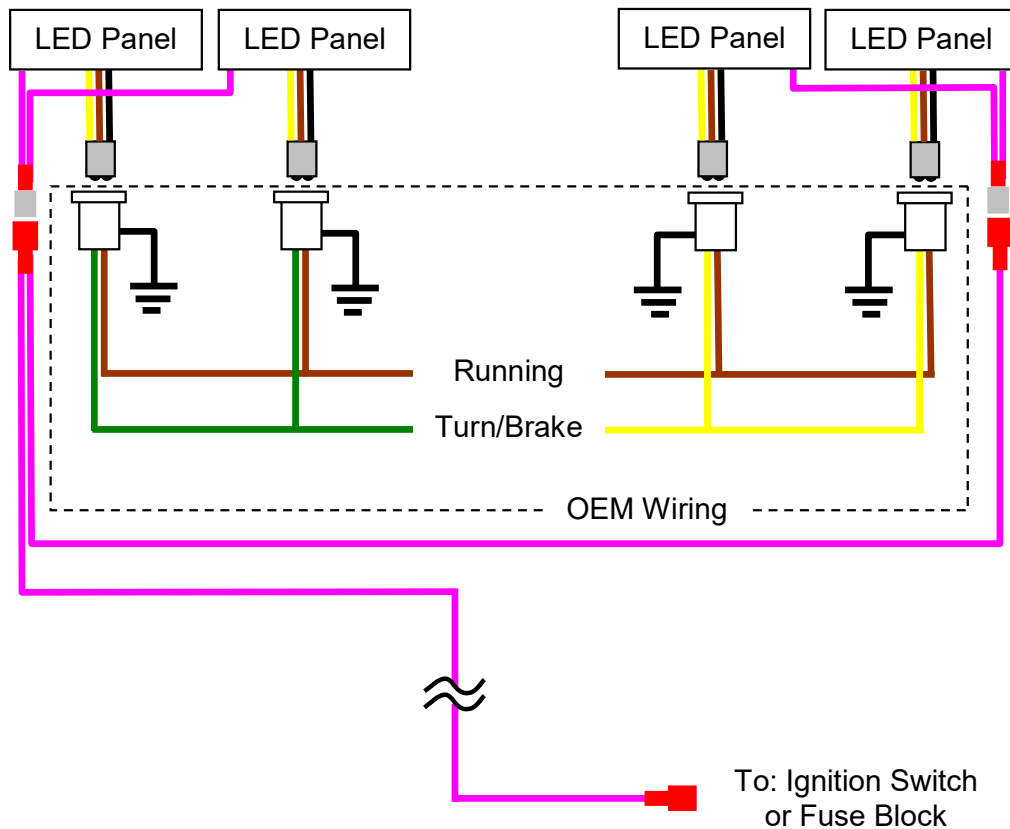 LED Panel
LED Panel
LED Panel
LED Panel
Running
Turn/Brake
OEM Wiring
To: Ignition Switch
or Fuse Block